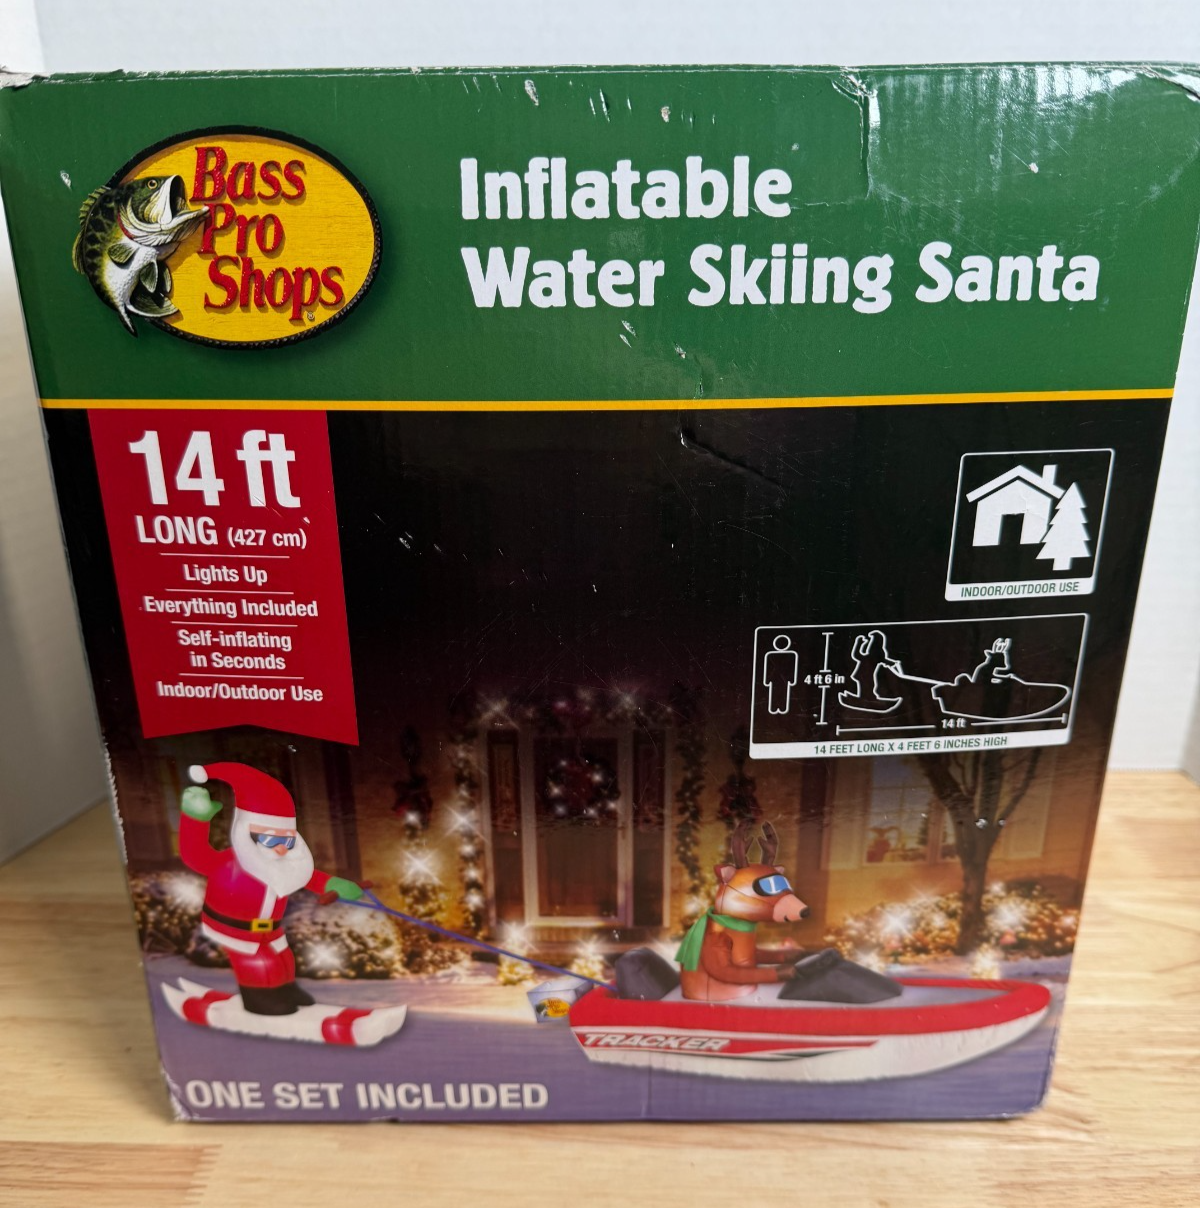 Bass
Pro
Shops
Inflatable
Water Skiing Santa
14 ft
LONG (427 cm)
Lights Up
Everything Included
Self-inflating
in Seconds
Indoor/Outdoor Use
INDOOR/OUTDOOR USE
4 ft 6 in
14 ft
14 FEET LONG X 4 FEET 6 INCHES HIGH
TRACKER
ONE SET INCLUDED